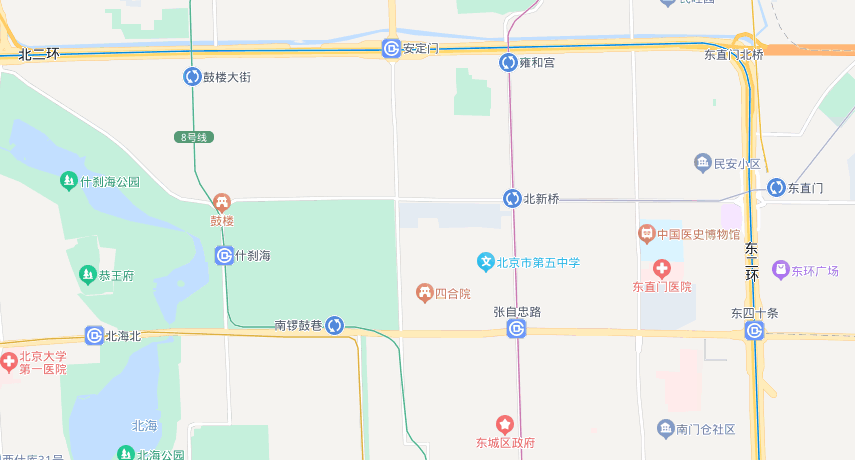 北二环
安定门
东直门北桥
雍和宫
鼓楼大街
8号线
民安小区
什刹海公园
东直门
北新桥
鼓楼
中国医史博物馆
东二环
什刹海
北京市第五中学
恭王府
东环广场
东直门医院
四合院
张自忠路
东四十条
南锣鼓巷
北海北
北京大学
第一医院
北海
东城区政府
南门仓社区
北海公园